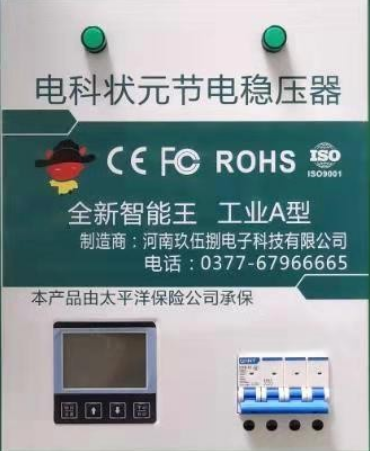 电科状元节电稳压器
CE FC ROHS ISO
ISO9001
全新智能王 工业A型
制造商：河南玖伍捌电子科技有限公司
电话：0377-67966665
本产品由太平洋保险公司承保
CHNT